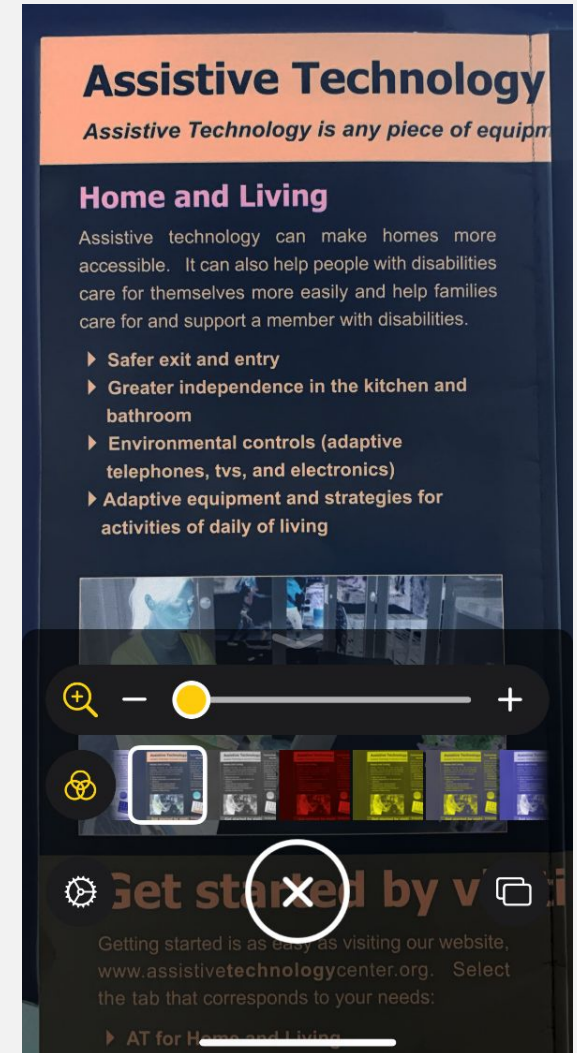 Assistive Technology
Assistive Technology is any piece of
Home and Living
Assistive technology can make homes more
accessible. It can also help people with disabilities
care for themselves more easily and help families
care for and support a member with disabilities.
Safer exit and entry
Greater independence in the kitchen and
bathroom
Environmental controls (adaptive
telephones, tvs, and electronics)
Adaptive equipment and strategies for
activities of daily of living
Get started by
Getting started is as easy as visiting our website,
www.assistivetechnologycenter.org. Select
the tab that corresponds to your needs:
AT for Home and Living